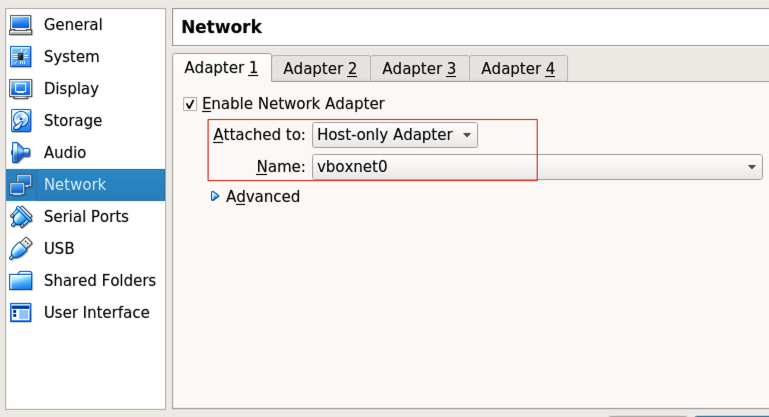 General
System
Display
Storage
Audio
Network
Serial Ports
USB
Shared Folders
User Interface
Network
Adapter 1 Adapter 2 Adapter 3 Adapter 4
Enable Network Adapter
Attached to: Host-only Adapter
Name: vboxnet0
Advanced